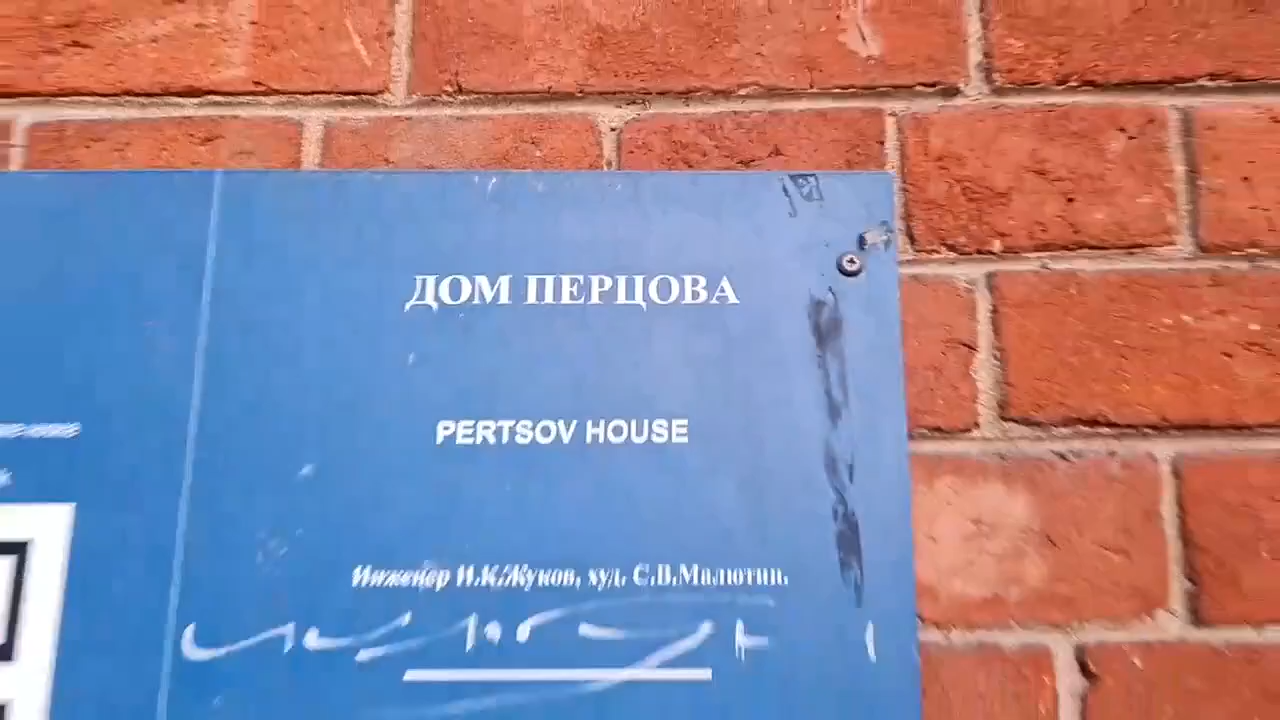 ДОМ ПЕРЦОВА
PERTSOV HOUSE
Инженер Н.К.Жуков, худ. С.В.Малютин.